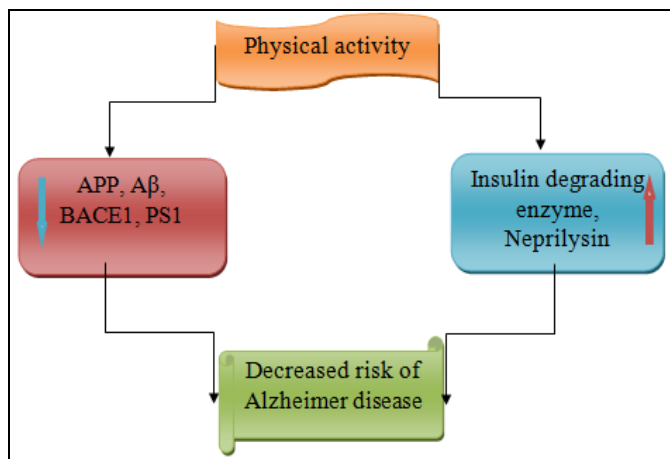 Physical activity
APP, Aβ,
BACE1, PS1
Insulin degrading
enzyme,
Neprilysin
Decreased risk of
Alzheimer disease